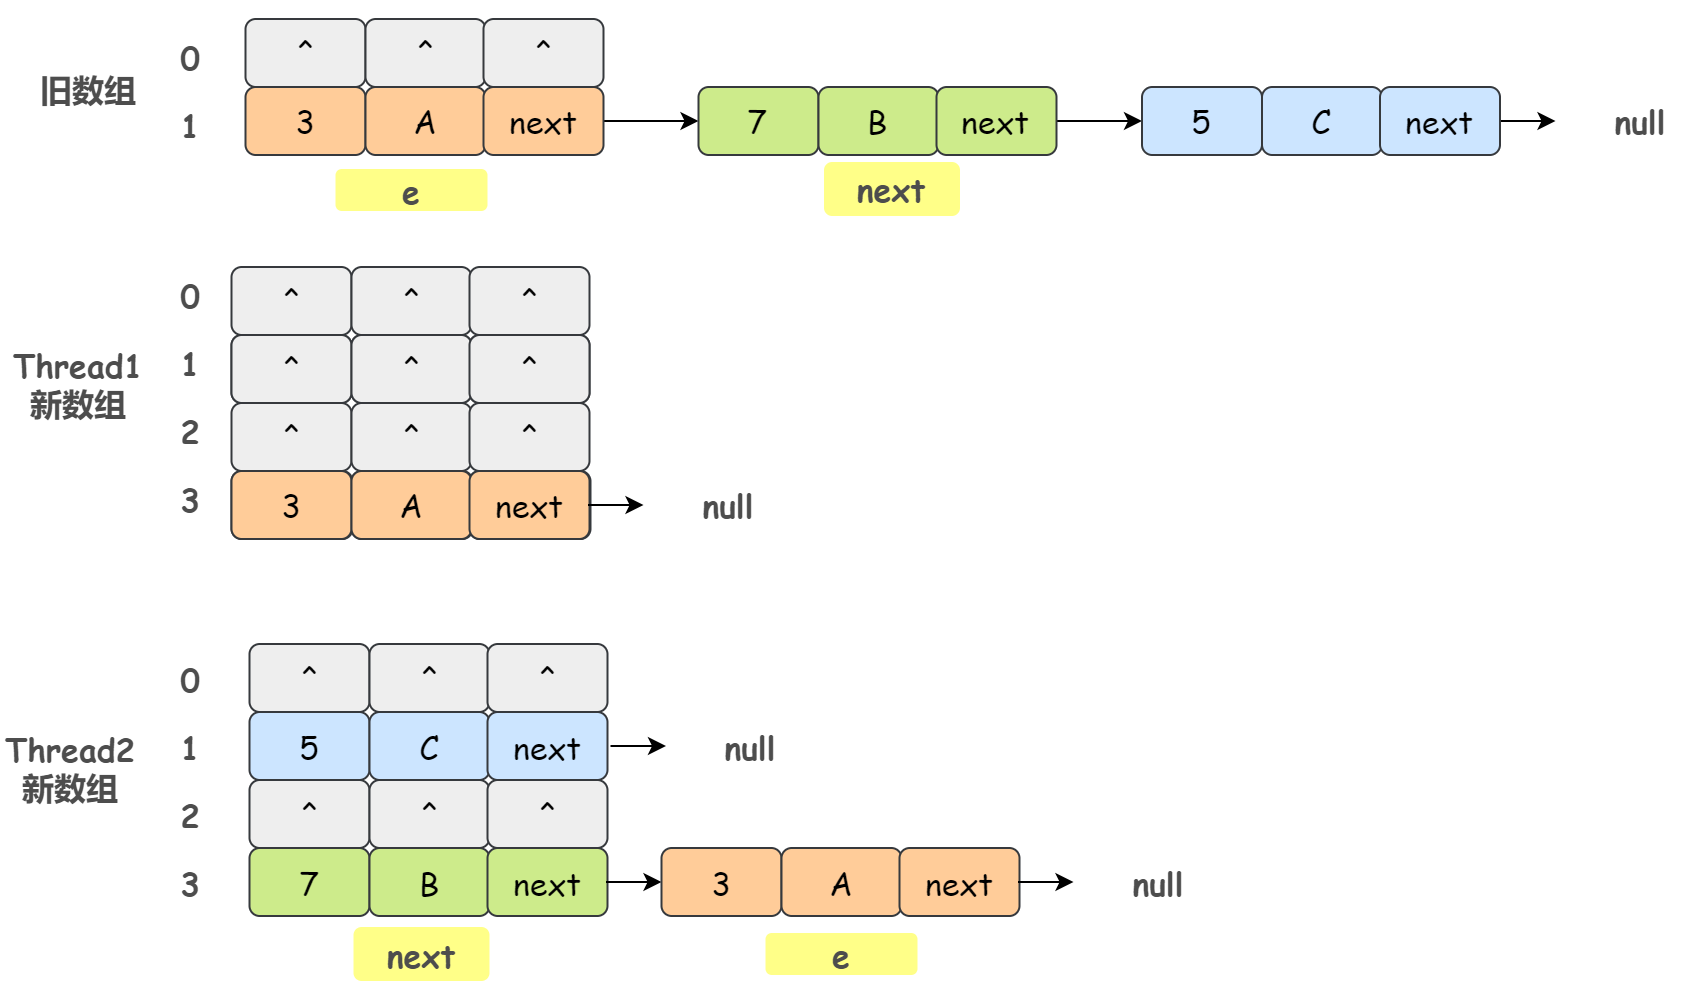 0 ^ ^ ^
旧数组
1 3 A next 7 B next 5 C next null
e next
0 ^ ^ ^
Thread1
新数组
1 ^ ^ ^
2 ^ ^ ^
3 3 A next null
0 ^ ^ ^
Thread2
新数组
1 5 C next null
2 ^ ^ ^
3 7 B next 3 A next null
next e